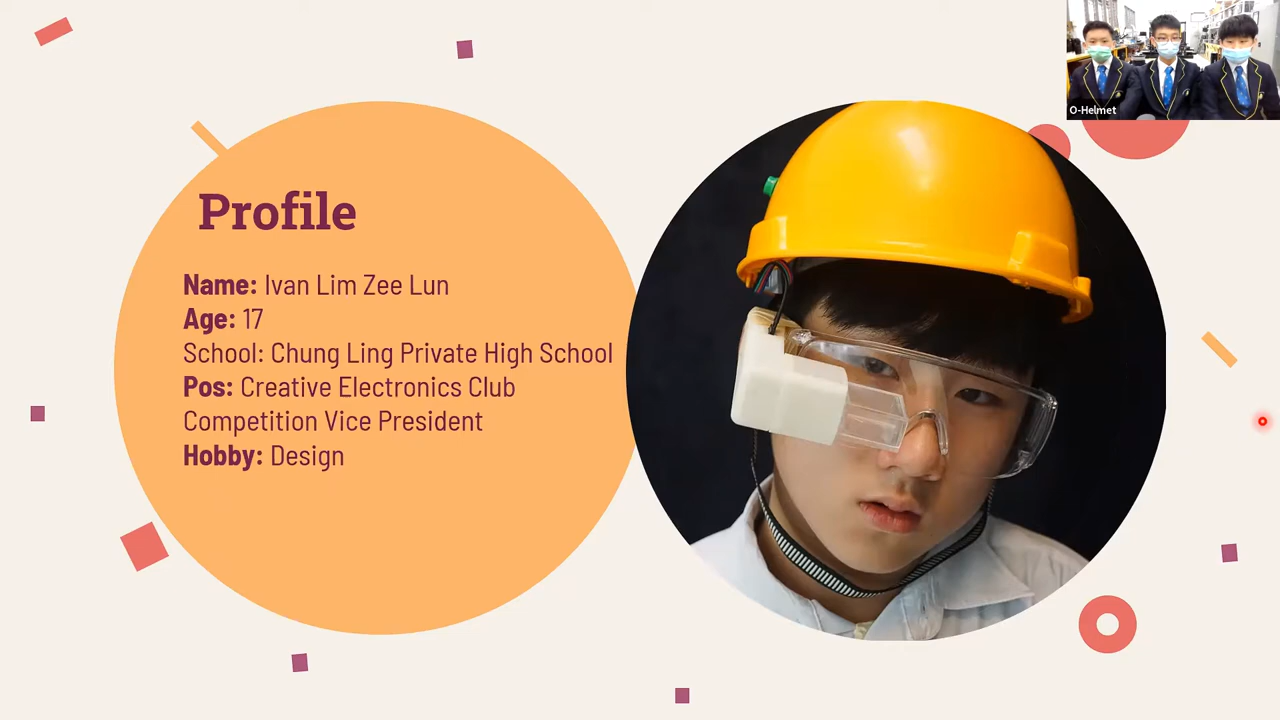 O-Helmet
Profile
Name: Ivan Lim Zee Lun
Age: 17
School: Chung Ling Private High School
Pos: Creative Electronics Club
Competition Vice President
Hobby: Design